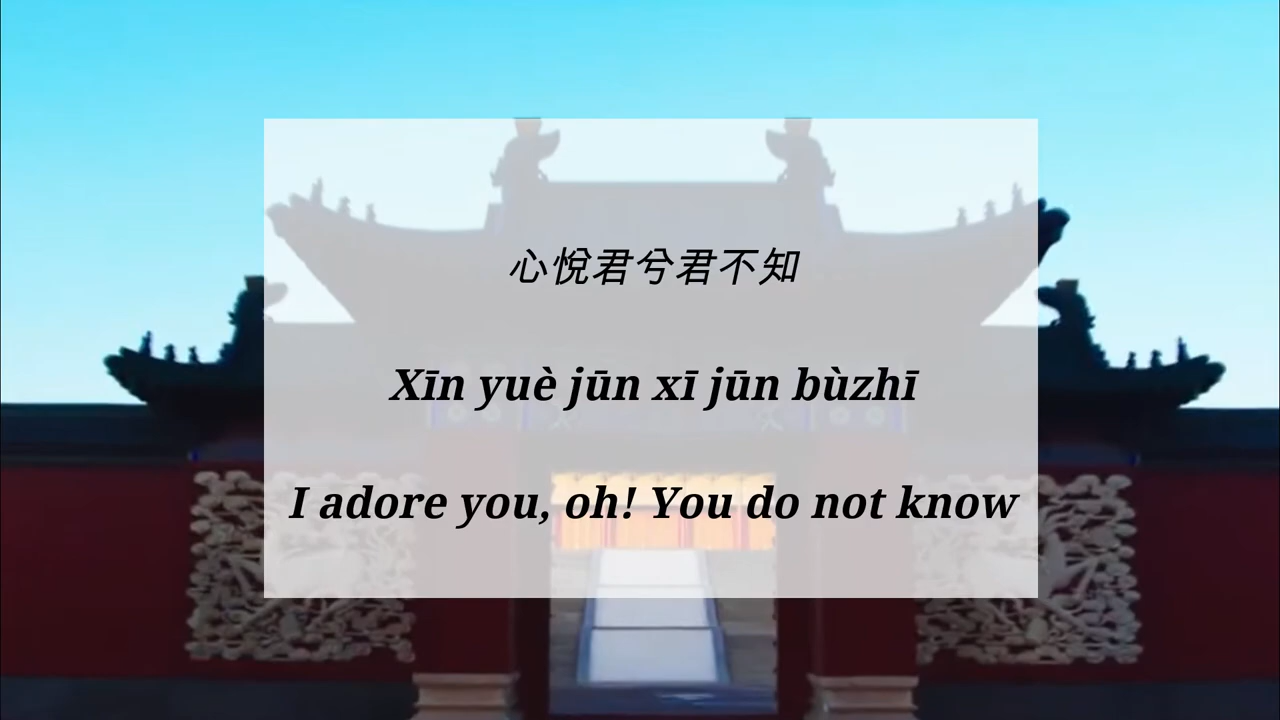 心悅君兮君不知
Xīn yuè jūn xī jūn bùzhī
I adore you, oh! You do not know